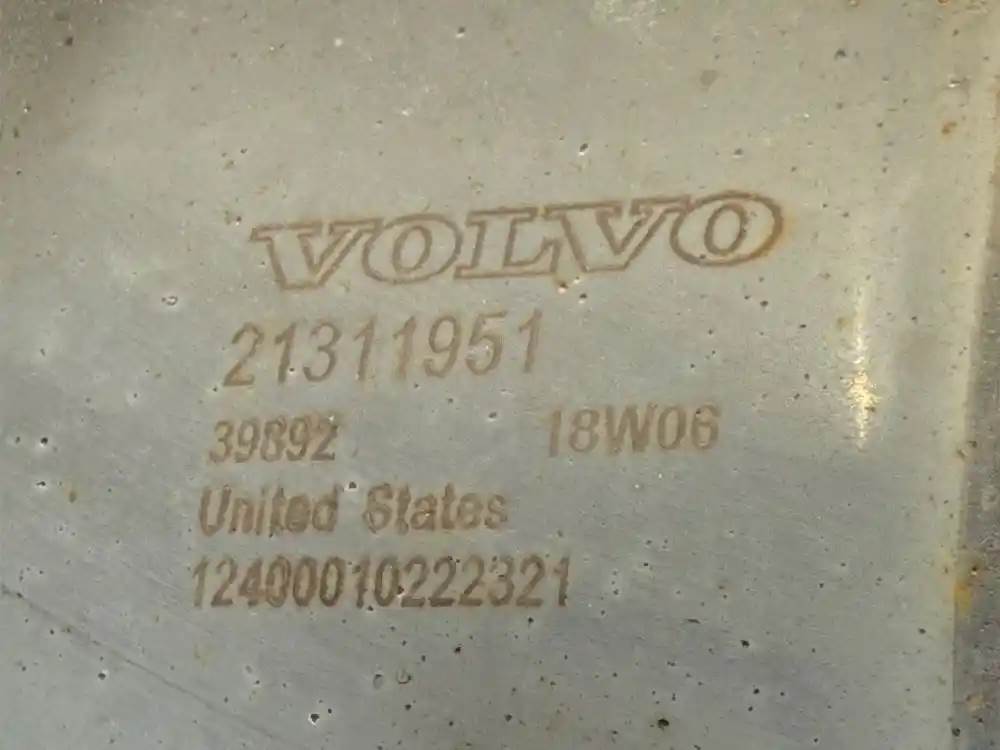 VOLVO
21311951
39892 18W06
United States
12400010222321